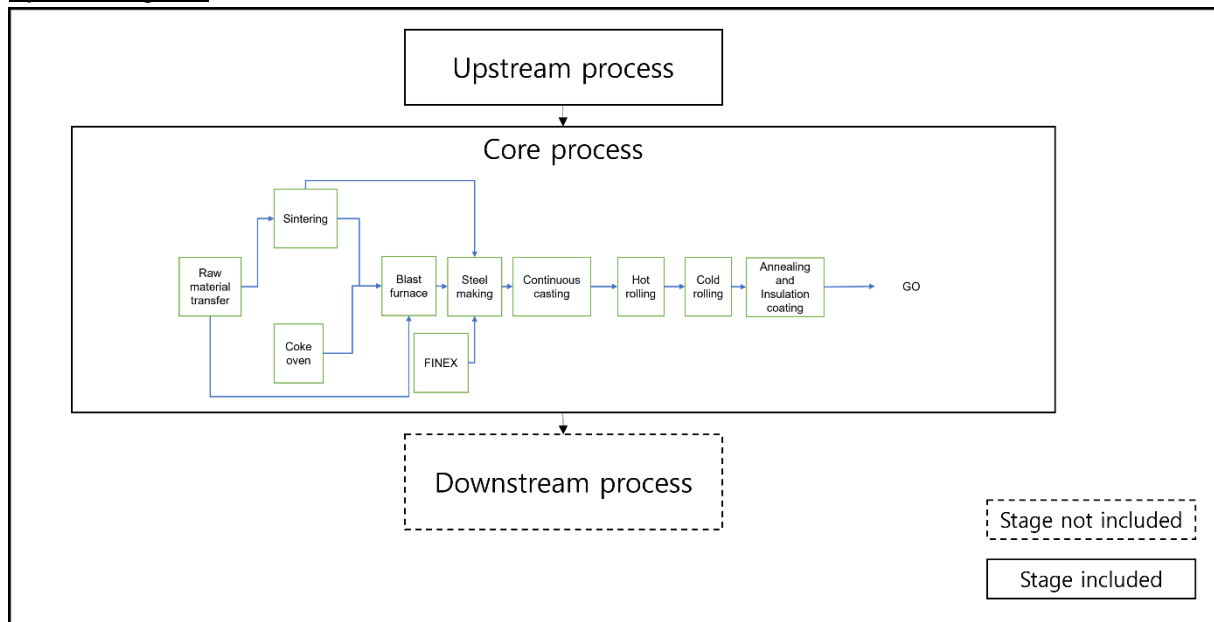 Upstream process
Core process
Sintering
Raw
material
transfer
Blast
furnace
Steel
making
Continuous
casting
Hot
rolling
Cold
rolling
Annealing
and
Insulation
coating
GO
Coke
oven
FINEX
Downstream process
Stage not included
Stage included